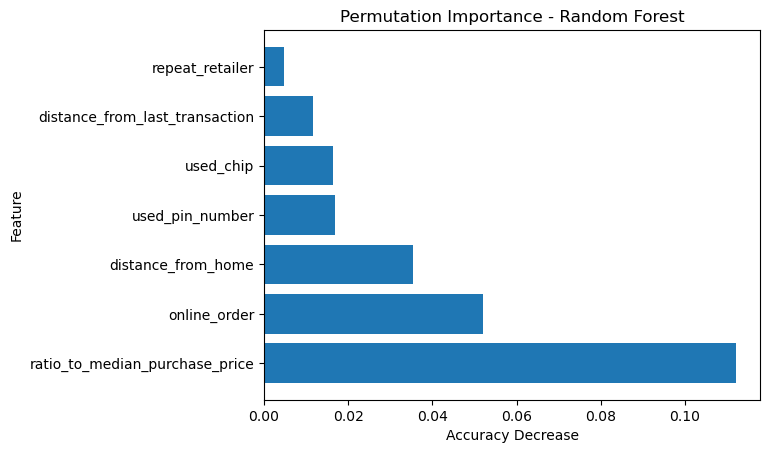 Permutation Importance - Random Forest
repeat_retailer
distance_from_last_transaction
used_chip
used_pin_number
distance_from_home
online_order
ratio_to_median_purchase_price
Feature
0.00 0.02 0.04 0.06 0.08 0.10
Accuracy Decrease